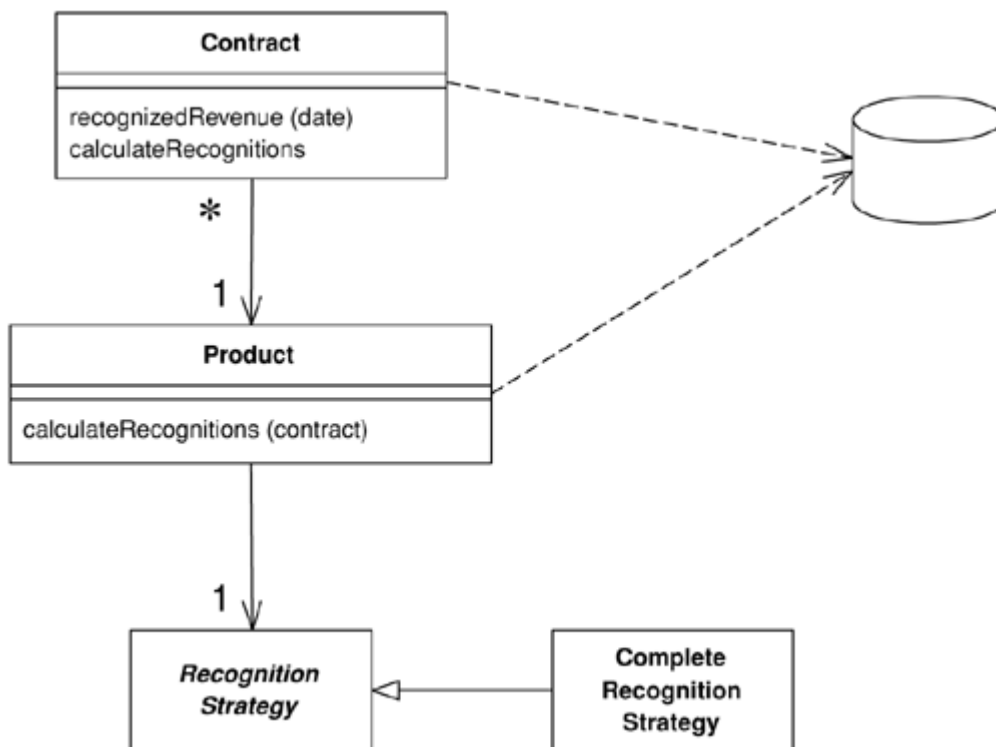 Contract
recognizedRevenue (date)
calculateRecognitions
*
1
Product
calculateRecognitions (contract)
1
Recognition
Strategy
Complete
Recognition
Strategy